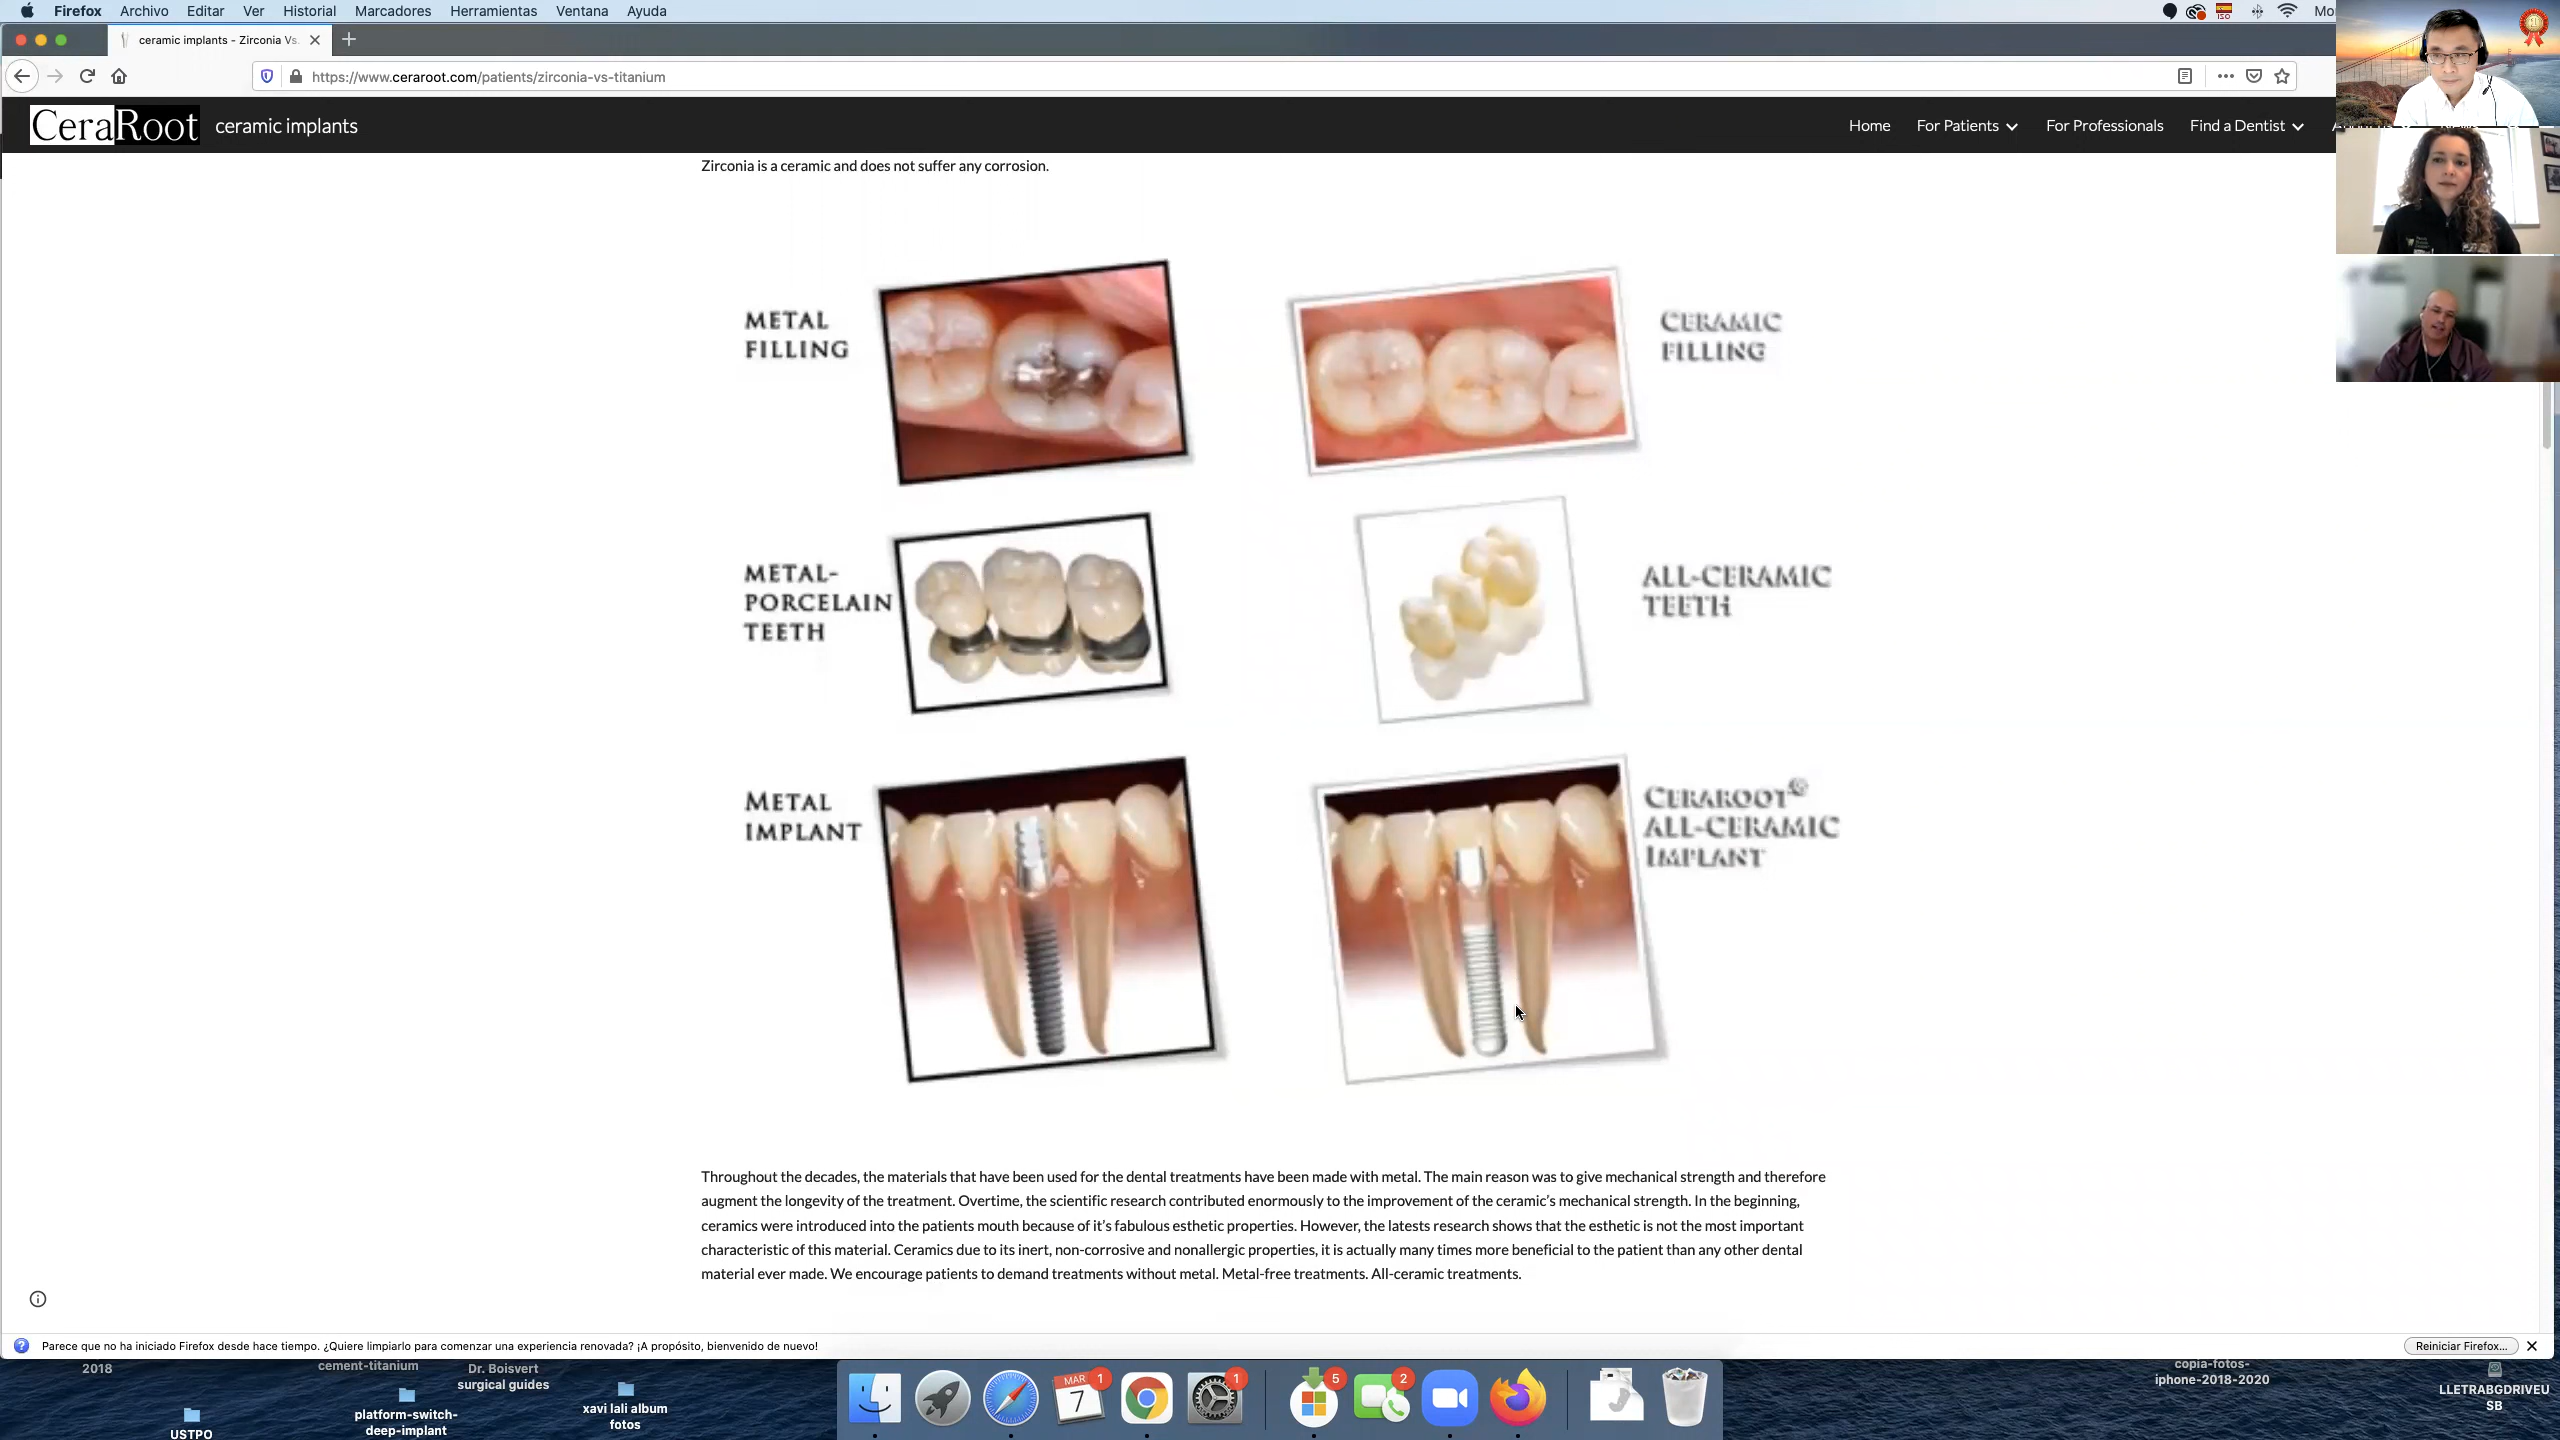 Firefox Archivo Editar Ver Historial Marcadores Herramientas Ventana Ayuda
ISO
ceramic implants - Zirconia Vs.
https://www.ceraroot.com/patients/zirconia-vs-titanium
CeraRoot ceramic implants
Home For Patients For Professionals Find a Dentist
Zirconia is a ceramic and does not suffer any corrosion.
METAL
FILLING
CERAMIC
FILLING
METAL-
PORCELAIN
TEETH
ALL-CERAMIC
TEETH
METAL
IMPLANT
CERAROOT®
ALL-CERAMIC
IMPLANT
Throughout the decades, the materials that have been used for the dental treatments have been made with metal. The main reason was to give mechanical strength and therefore
augment the longevity of the treatment. Overtime, the scientific research contributed enormously to the improvement of the ceramic's mechanical strength. In the beginning,
ceramics were introduced into the patients mouth because of it's fabulous esthetic properties. However, the latests research shows that the esthetic is not the most important
characteristic of this material. Ceramics due to its inert, non-corrosive and nonallergic properties, it is actually many times more beneficial to the patient than any other dental
material ever made. We encourage patients to demand treatments without metal. Metal-free treatments. All-ceramic treatments.
Parece que no ha iniciado Firefox desde hace tiempo. ¿Quiere limpiarlo para comenzar una experiencia renovada? ¡A propósito, bienvenido de nuevo!
Reiniciar Firefox...
2018
cement-titanium
Dr. Boisvert
surgical guides
platform-switch-
deep-implant
xavi lali album
fotos
USTPO
MAR
7
1
1
5
2
copia-fotos-
iphone-2018-2020
LLETRABGDRIVEU
SB